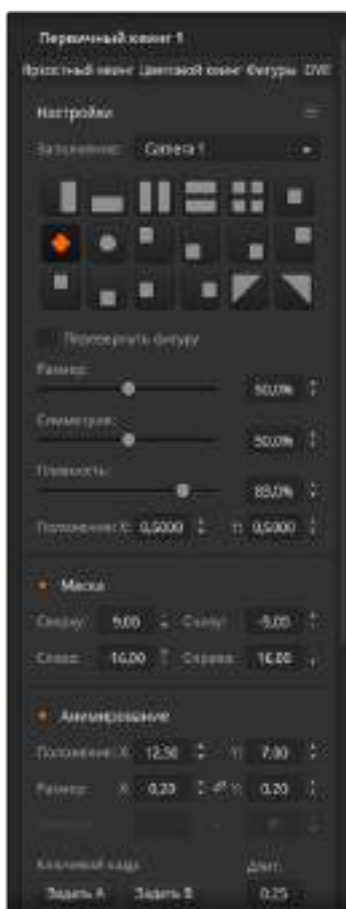 Первичный кеинг 1
Яркостный кеинг Цветовой кеинг Фигуры DVE
Настройки
Заполнение: Camera 1
Перевернуть фигуру
Размер:
50,0%
Симметрия:
50,0%
Плавность:
83,0%
Положение X: 0,5000 Y: 0,5000
Маска
Сверху: 9,00 Снизу: -9,00
Слева: -16,00 Справа: 16,00
Анимирование
Положение: X: 12,30 Y: 7,00
Размер: X: 0,20 Y: 0,20
Ключевой кадр Длит.:
Задать A Задать B 0:25